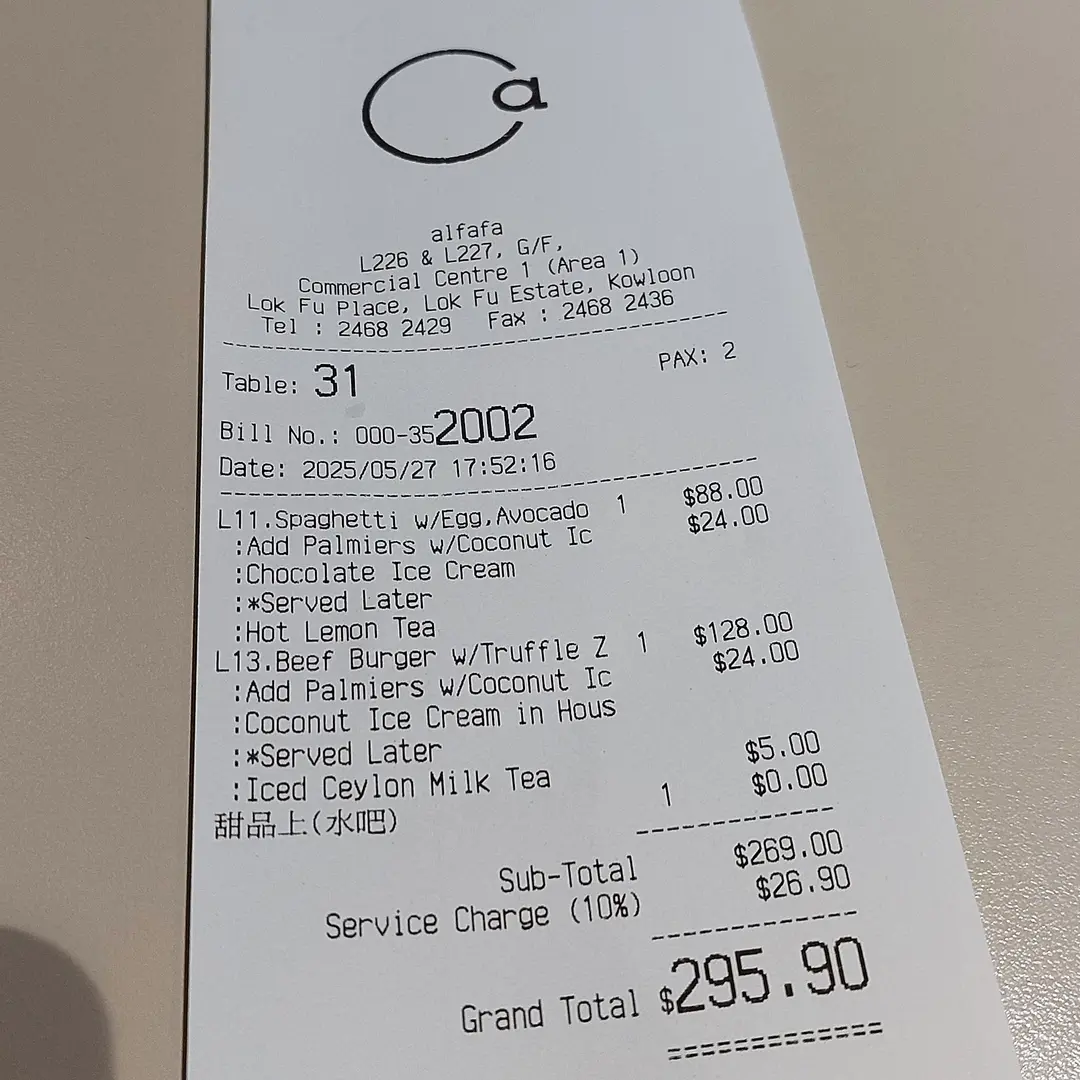 a
alfafa
L226 & L227, G/F,
Commercial Centre 1 (Area 1)
Lok Fu Place, Lok Fu Estate, Kowloon
Tel : 2468 2429 Fax : 2468 2436
Table: 31 PAX: 2
Bill No.: 000-352002
Date: 2025/05/27 17:52:16
L11.Spaghetti w/Egg,Avocado 1 $88.00
:Add Palmiers w/Coconut Ic $24.00
:Chocolate Ice Cream
:*Served Later
:Hot Lemon Tea
L13.Beef Burger w/Truffle Z 1 $128.00
:Add Palmiers w/Coconut Ic $24.00
:Coconut Ice Cream in Hous
:*Served Later
:Iced Ceylon Milk Tea $5.00
甜品上(水吧) 1 $0.00
Sub-Total $269.00
Service Charge (10%) $26.90
Grand Total $295.90